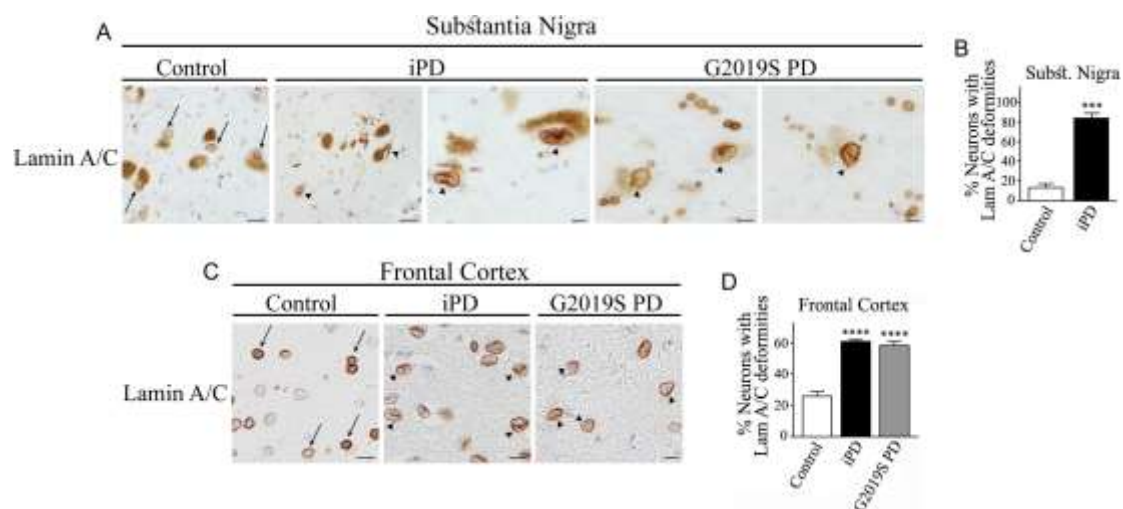 A
Substantia Nigra
Control
iPD
G2019S PD
Lamin A/C
B
Subst. Nigra
% Neurons with
Lam A/C deformities
100
80
60
40
20
0
***
Control
iPD
C
Frontal Cortex
Control
iPD
G2019S PD
Lamin A/C
D
Frontal Cortex
% Neurons with
Lam A/C deformities
60
40
20
0
****
****
Control
iPD
G2019S PD